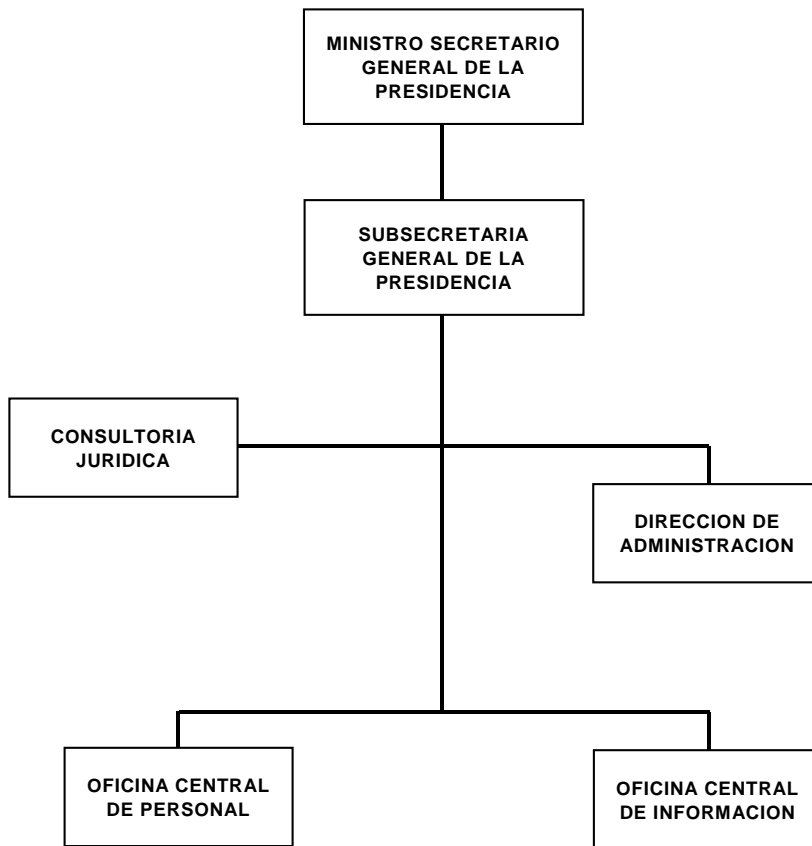 MINISTRO SECRETARIO
GENERAL DE LA
PRESIDENCIA
SUBSECRETARIA
GENERAL DE LA
PRESIDENCIA
CONSULTORIA
JURIDICA
DIRECCION DE
ADMINISTRACION
OFICINA CENTRAL
DE PERSONAL
OFICINA CENTRAL
DE INFORMACION